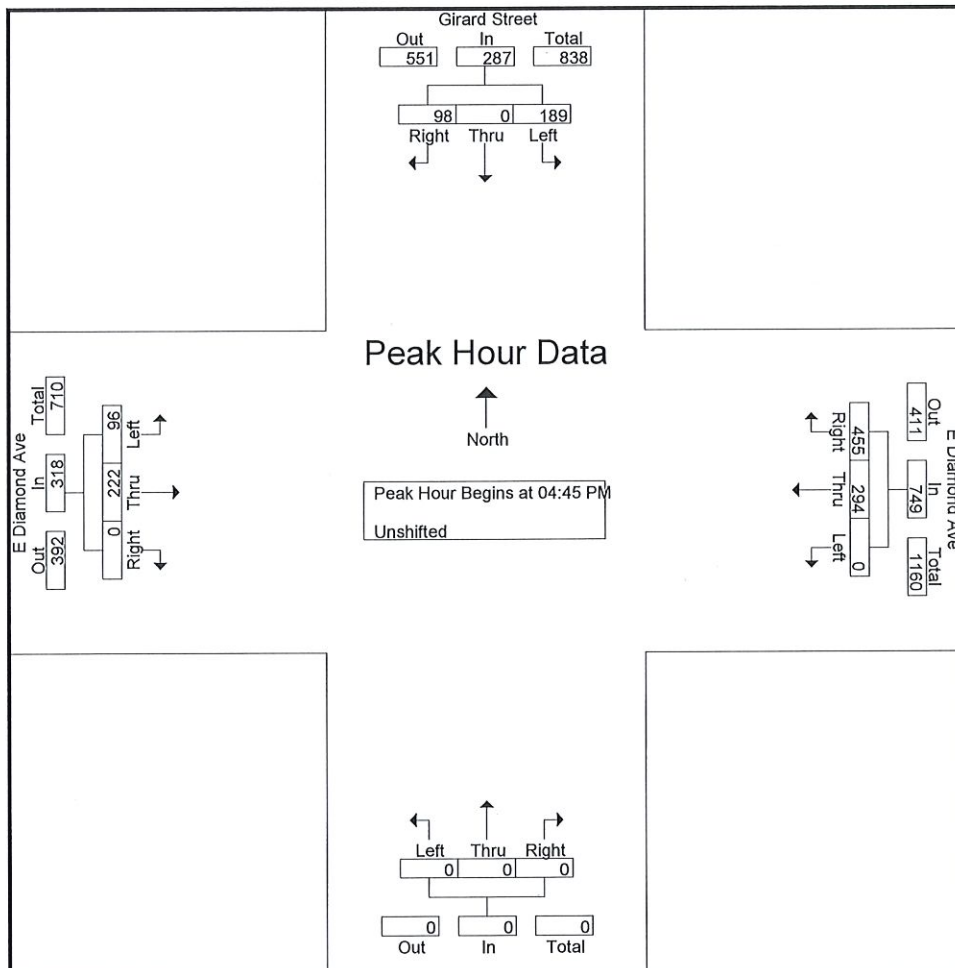 Girard Street
Out In Total
551 287 838
98 0 189
Right Thru Left
Peak Hour Data
North
Peak Hour Begins at 04:45 PM
Unshifted
E Diamond Ave
Out In Total
392 318 710
Right Thru Left
0 222 96
E Diamond Ave
Out In Total
411 749 1160
455 294 0
Right Thru Left
Left Thru Right
0 0 0
0 0 0
Out In Total